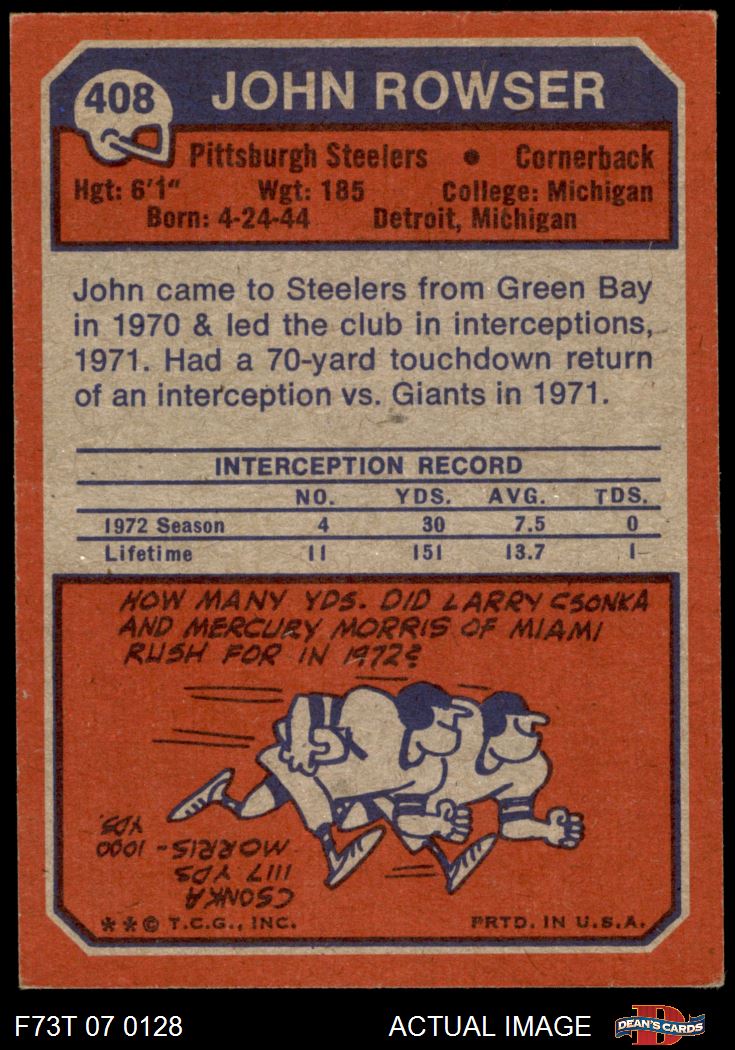 408
JOHN ROWSER
Pittsburgh Steelers • Cornerback
Hgt: 6'1" Wgt: 185 College: Michigan
Born: 4-24-44 Detroit, Michigan
John came to Steelers from Green Bay
in 1970 & led the club in interceptions,
1971. Had a 70-yard touchdown return
of an interception vs. Giants in 1971.
INTERCEPTION RECORD
NO. YDS. AVG. TDS.
1972 Season 4 30 7.5 0
Lifetime 11 151 13.7 1
HOW MANY YDS. DID LARRY CSONKA
AND MERCURY MORRIS OF MIAMI
RUSH FOR IN 1972?
CSONKA
1117 YDS
MORRIS- 1000
YDS.
**© T.C.G., INC. PRTD. IN U.S.A.
F73T 07 0128 ACTUAL IMAGE
D
DEAN'S CARDS